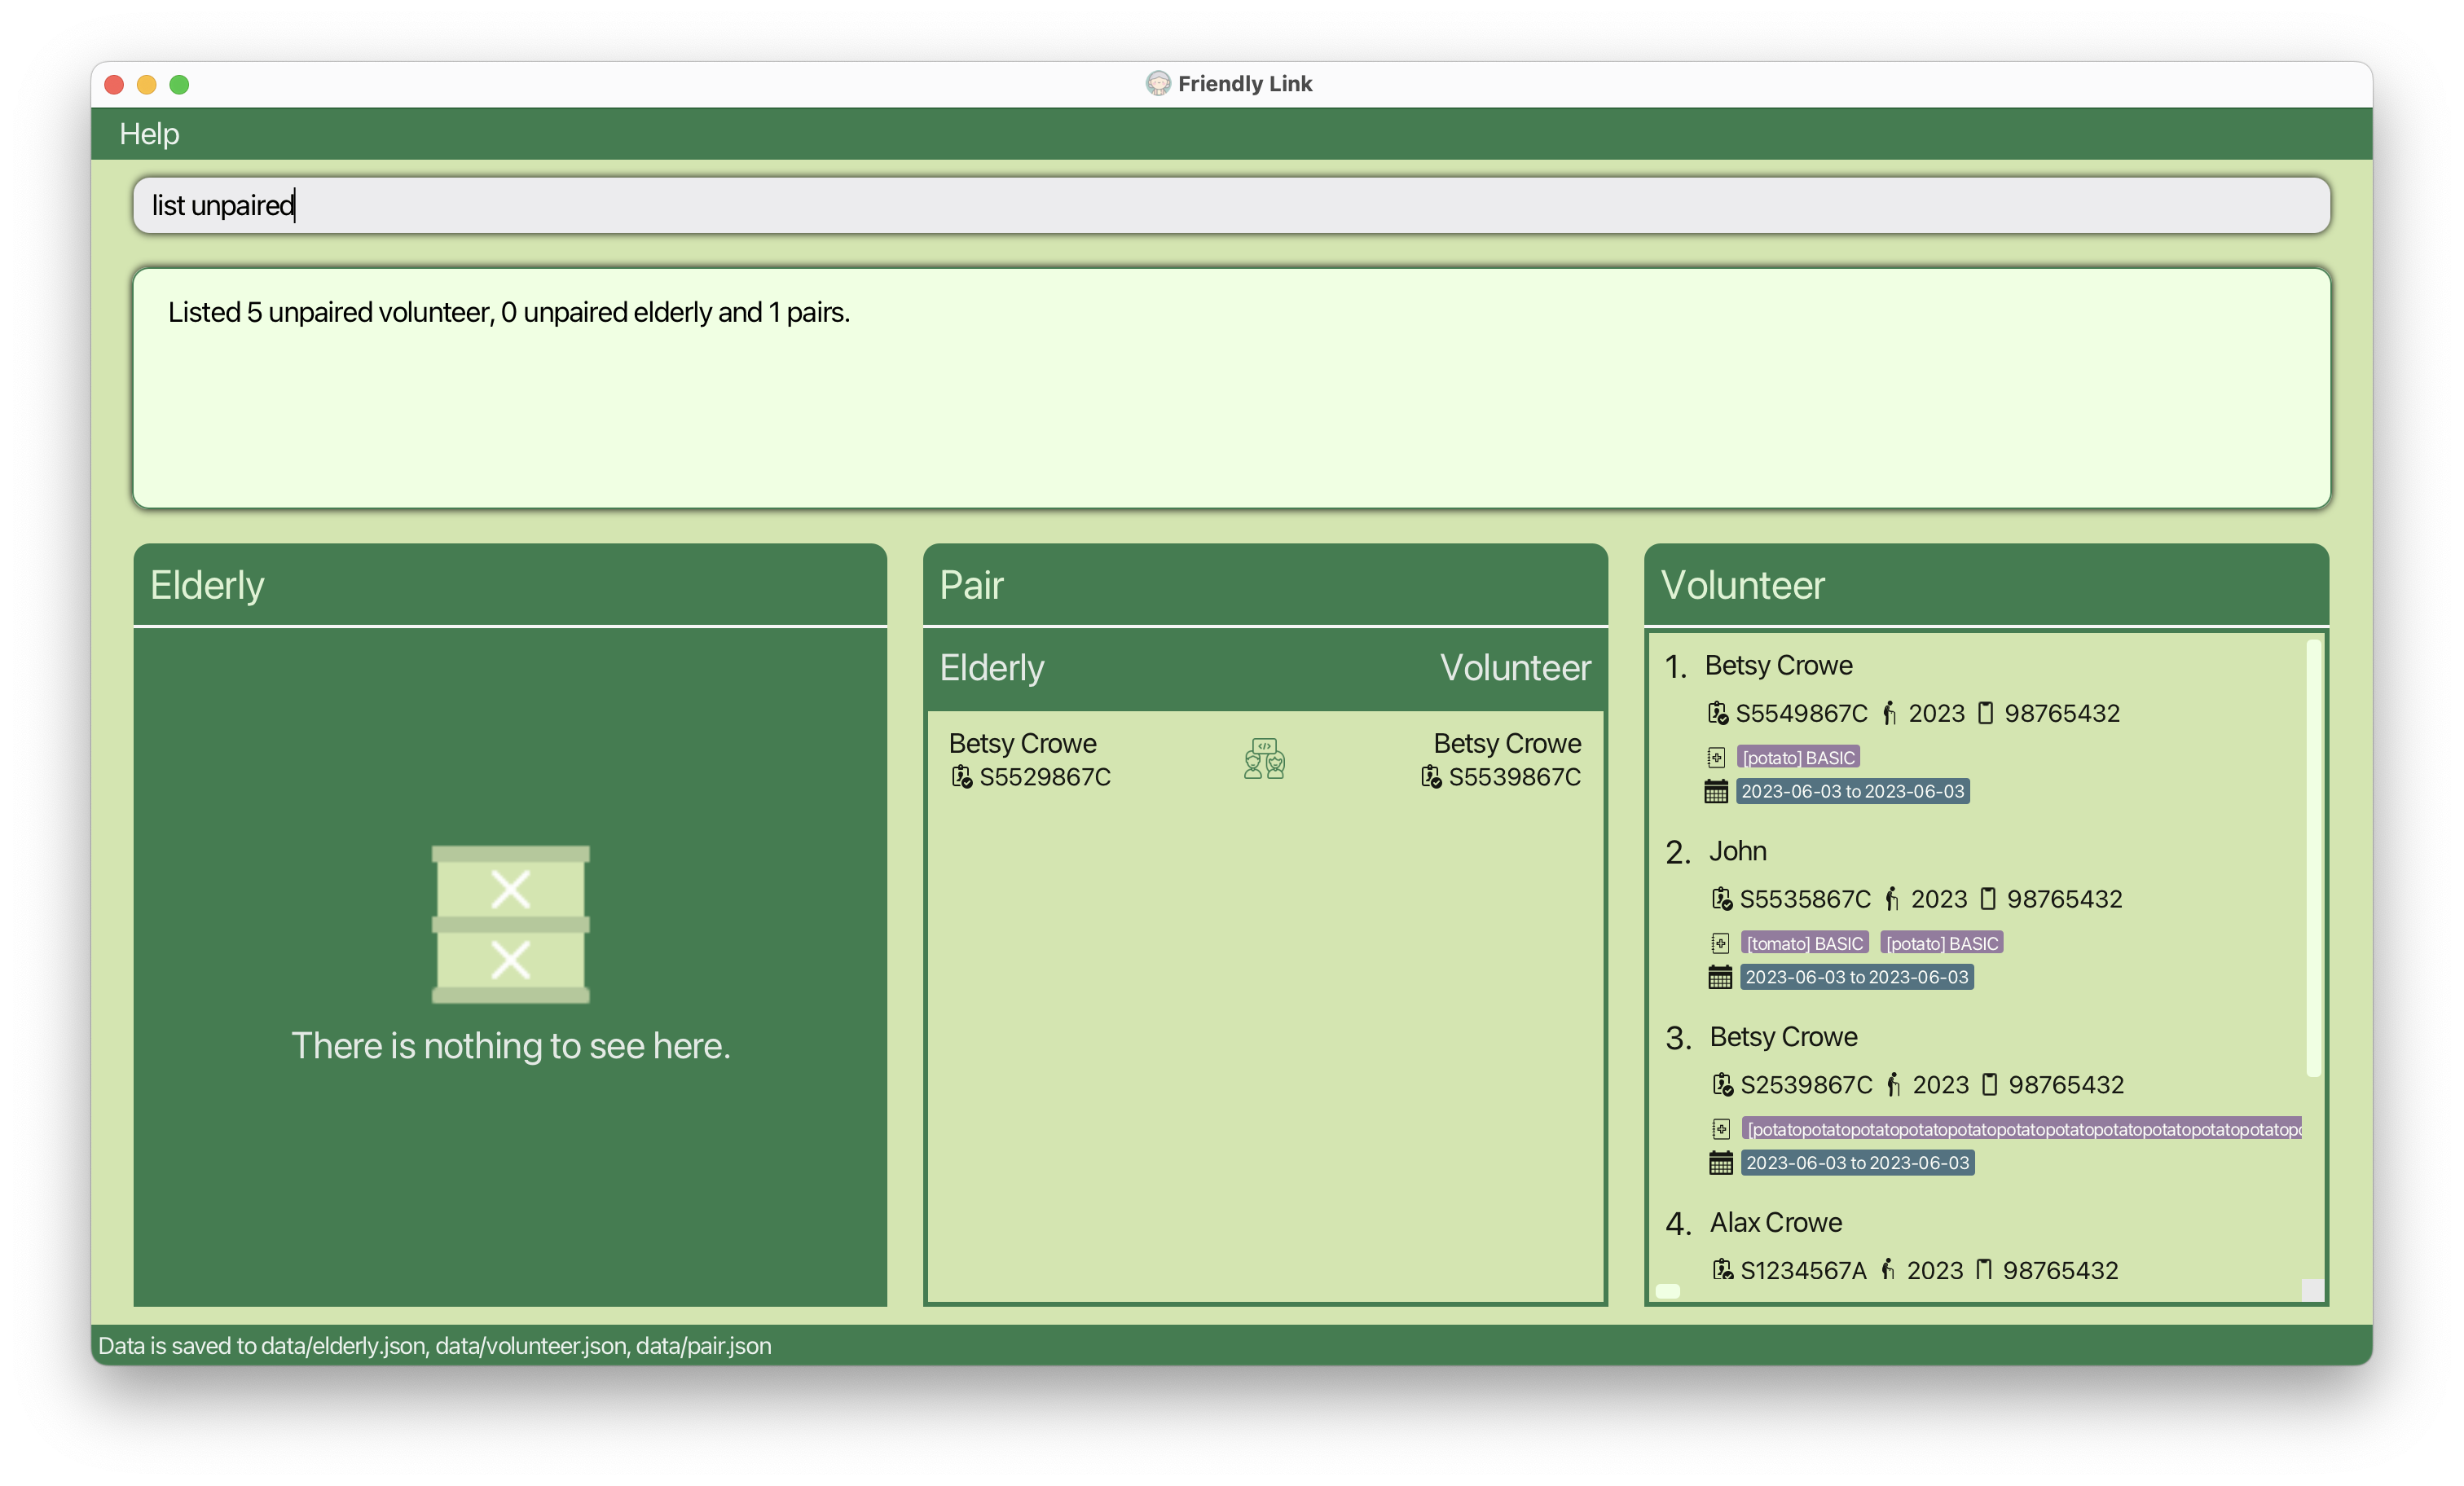 Friendly Link
Help
list unpaired
Listed 5 unpaired volunteer, 0 unpaired elderly and 1 pairs.
Elderly
There is nothing to see here.
Pair
Elderly Volunteer
Betsy Crowe Betsy Crowe
S5529867C </> S5539867C
Volunteer
1. Betsy Crowe
S5549867C 2023 98765432
[potato] BASIC
2023-06-03 to 2023-06-03
2. John
S5535867C 2023 98765432
[tomato] BASIC [potato] BASIC
2023-06-03 to 2023-06-03
3. Betsy Crowe
S2539867C 2023 98765432
2023-06-03 to 2023-06-03
4. Alax Crowe
S1234567A 2023 98765432
Data is saved to data/elderly.json, data/volunteer.json, data/pair.json